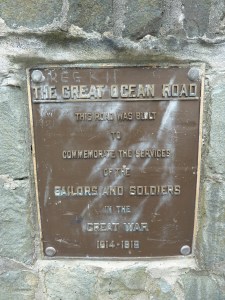 THE GREAT OCEAN ROAD
THIS ROAD WAS BUILT
TO
COMMEMORATE THE SERVICES
OF THE
SAILORS AND SOLDIERS
IN THE
GREAT WAR
1914-1918